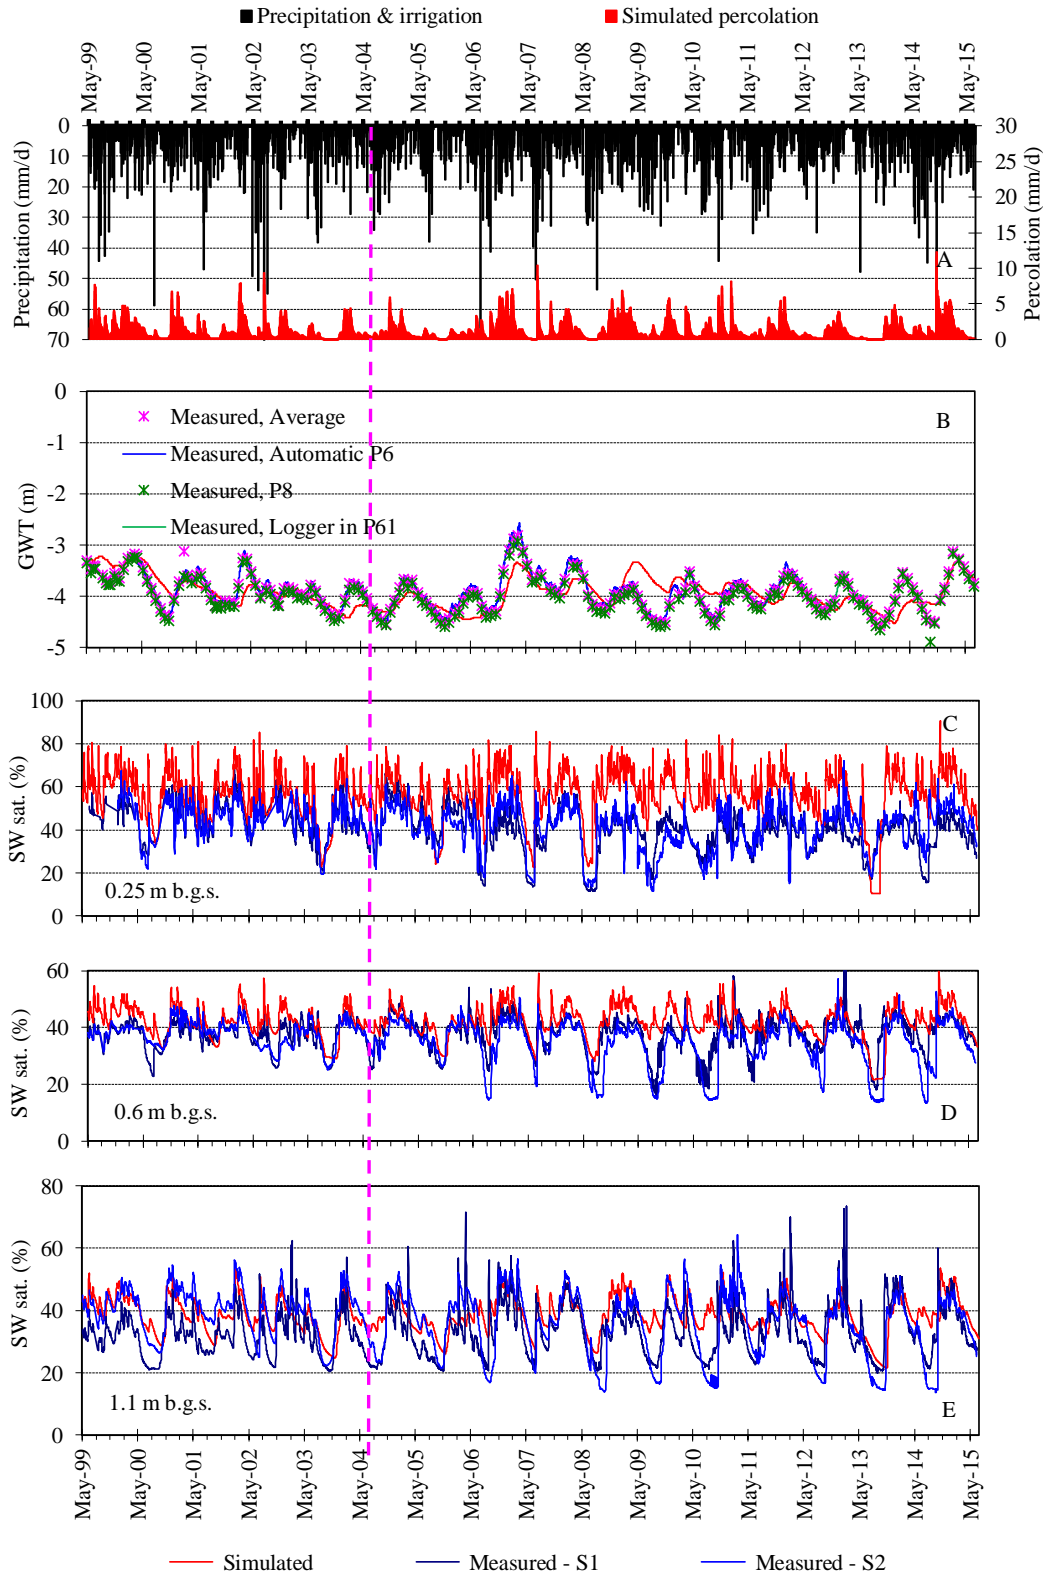 Precipitation & irrigation Simulated percolation
May-99 May-00 May-01 May-02 May-03 May-04 May-05 May-06 May-07 May-08 May-09 May-10 May-11 May-12 May-13 May-14 May-15
Precipitation (mm/d)
0
10
20
30
40
50
60
70
A
30
25
20
15
10
5
0
Percolation (mm/d)
GWT (m)
0
-1
-2
-3
-4
-5
Measured, Average
Measured, Automatic P6
Measured, P8
Measured, Logger in P61
B
SW sat. (%)
100
80
60
40
20
0
C
0.25 m b.g.s.
SW sat. (%)
60
40
20
0
0.6 m b.g.s.
D
SW sat. (%)
80
60
40
20
0
1.1 m b.g.s.
E
May-99 May-00 May-01 May-02 May-03 May-04 May-05 May-06 May-07 May-08 May-09 May-10 May-11 May-12 May-13 May-14 May-15
Simulated Measured - S1 Measured - S2